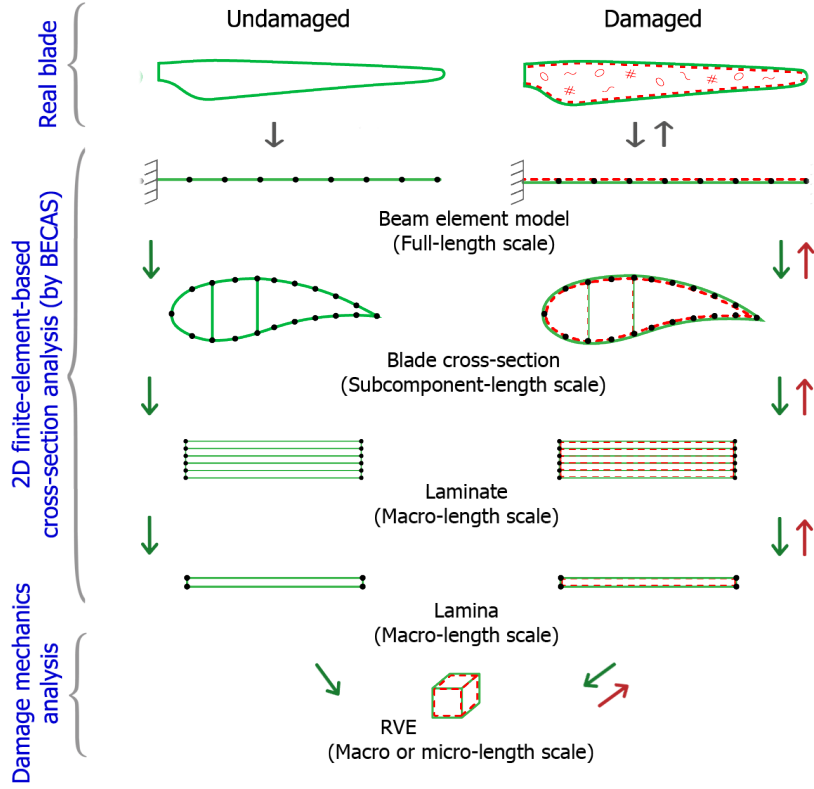 Undamaged
Damaged
Real blade
Beam element model
(Full-length scale)
2D finite-element-based
cross-section analysis (by BECAS)
Blade cross-section
(Subcomponent-length scale)
Laminate
(Macro-length scale)
Lamina
(Macro-length scale)
Damage mechanics
analysis
RVE
(Macro or micro-length scale)